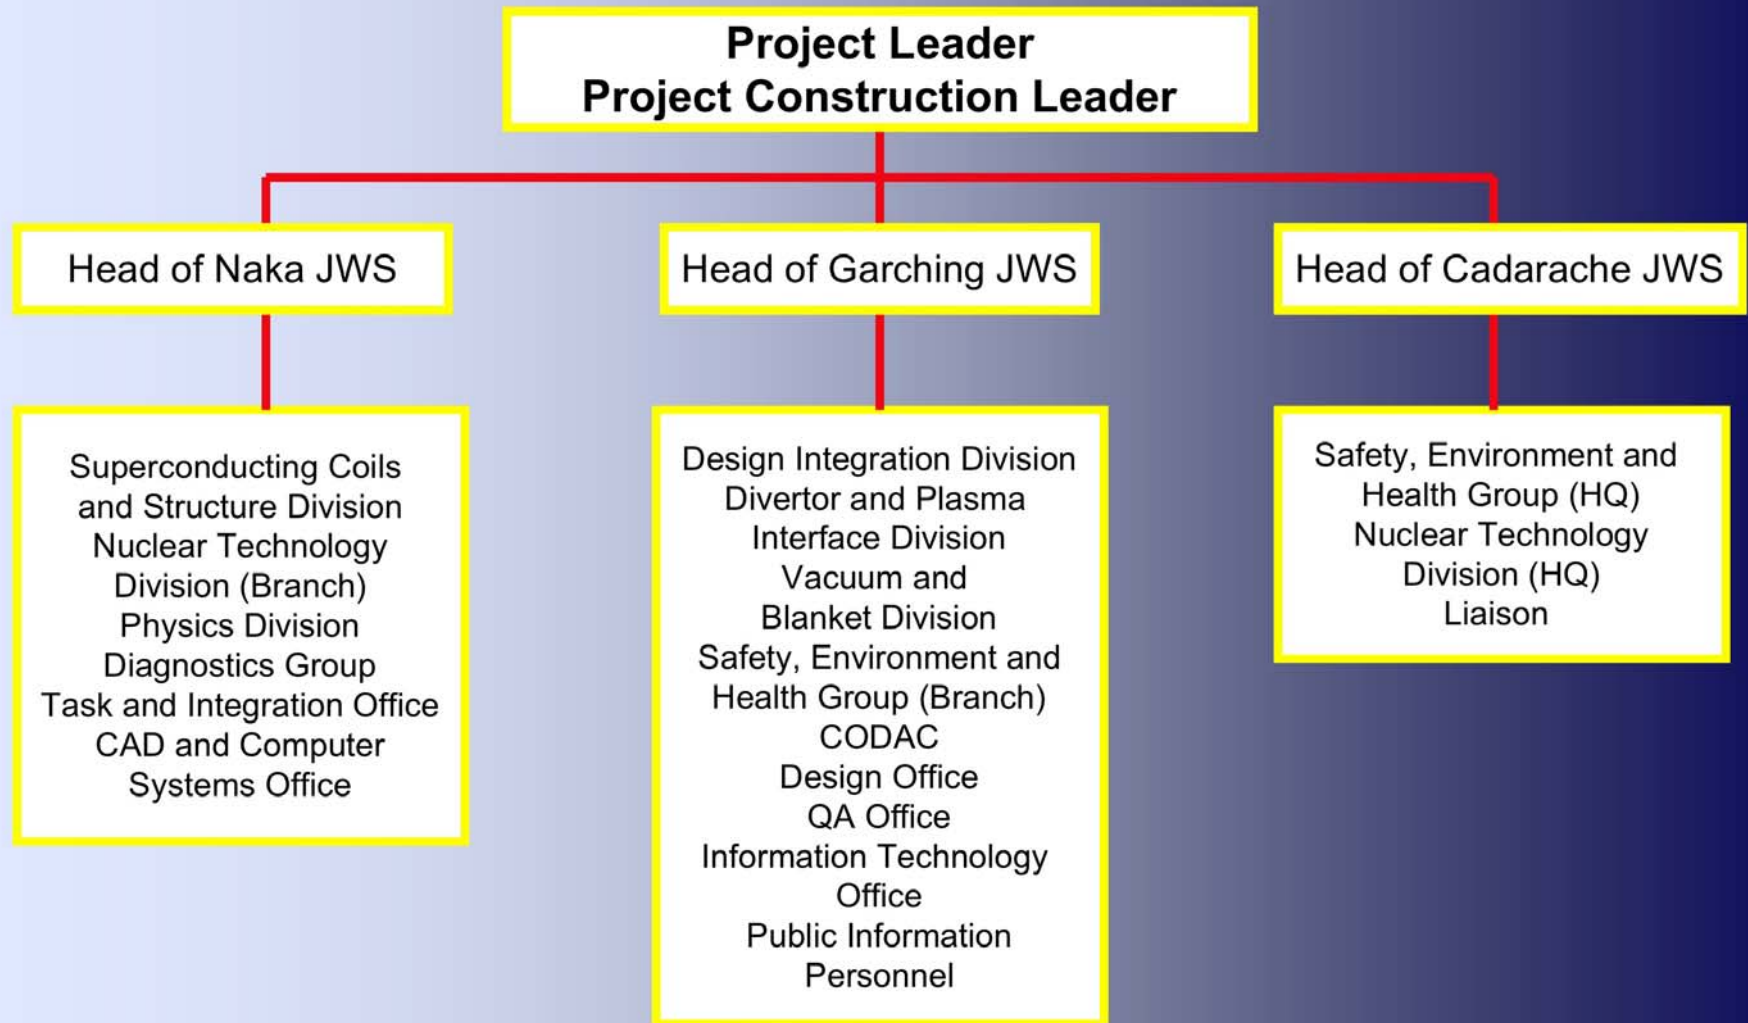 Project Leader
Project Construction Leader
Head of Naka JWS
Head of Garching JWS
Head of Cadarache JWS
Superconducting Coils
and Structure Division
Nuclear Technology
Division (Branch)
Physics Division
Diagnostics Group
Task and Integration Office
CAD and Computer
Systems Office
Design Integration Division
Divertor and Plasma
Interface Division
Vacuum and
Blanket Division
Safety, Environment and
Health Group (Branch)
CODAC
Design Office
QA Office
Information Technology
Office
Public Information
Personnel
Safety, Environment and
Health Group (HQ)
Nuclear Technology
Division (HQ)
Liaison